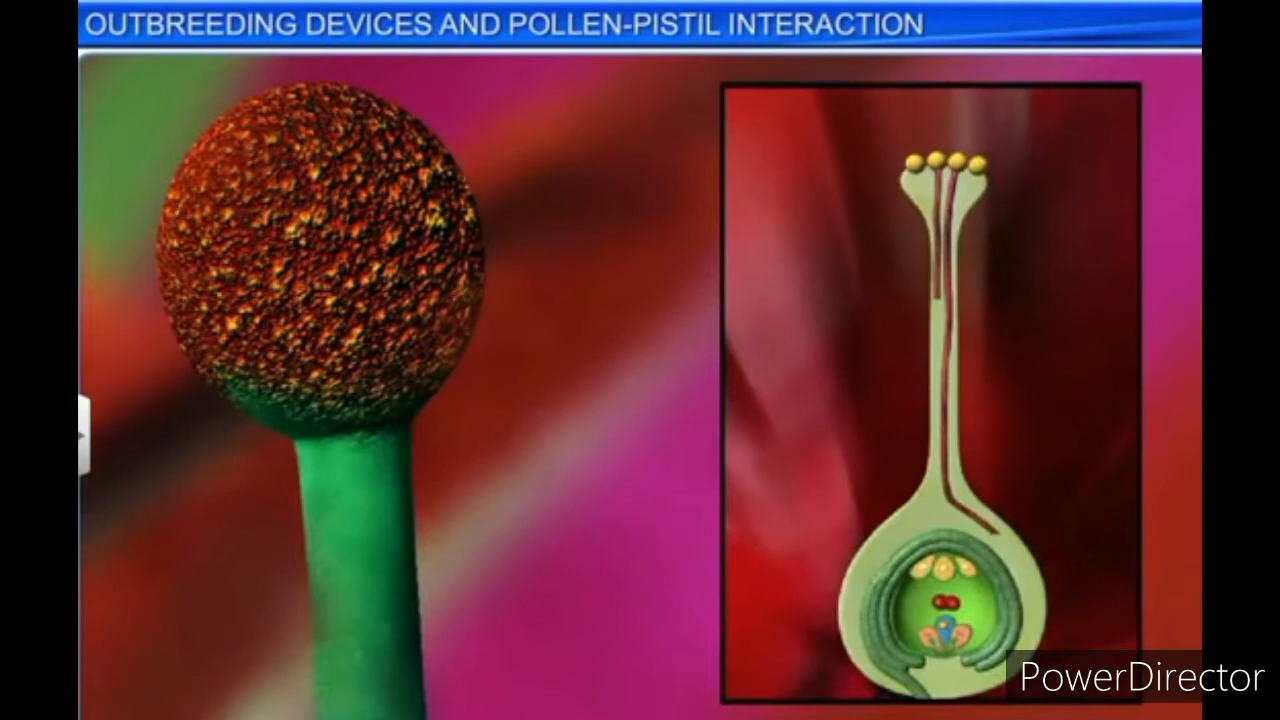 OUTBREEDING DEVICES AND POLLEN-PISTIL INTERACTION
PowerDirector